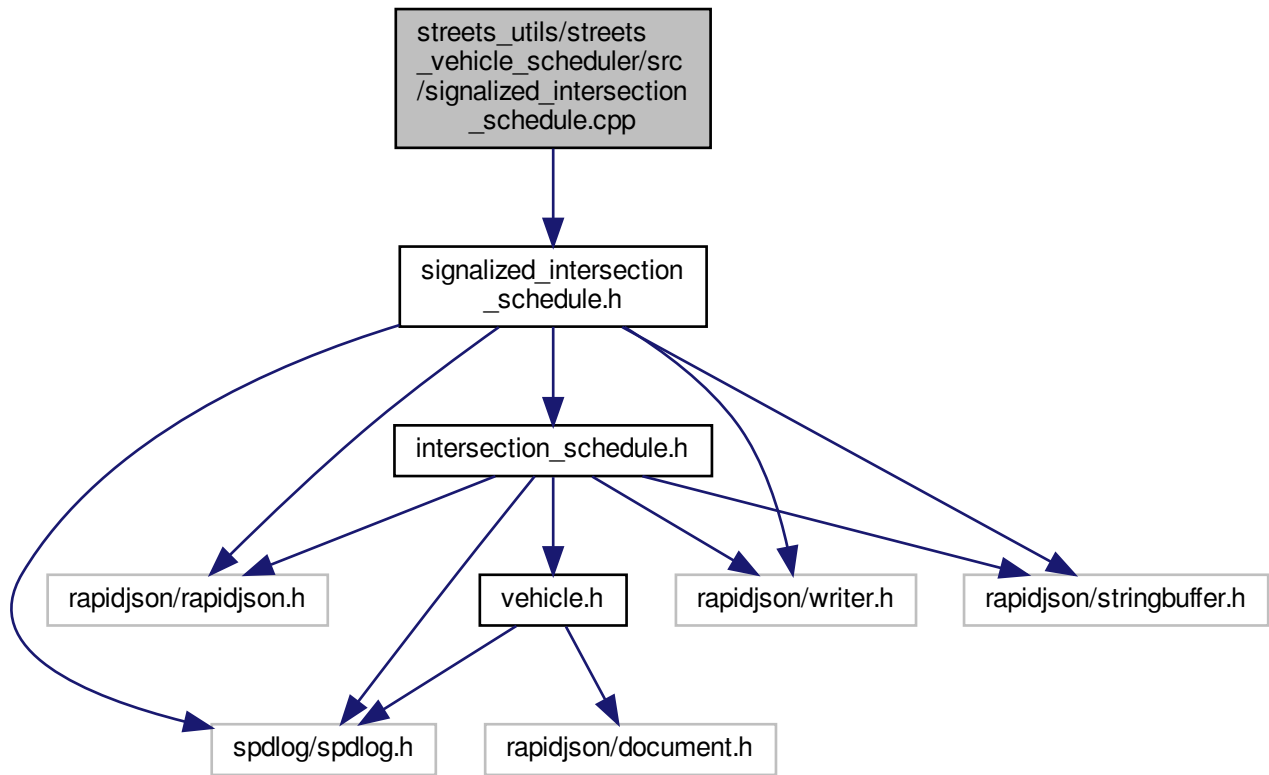 streets_utils/streets
_vehicle_scheduler/src
/signalized_intersection
_schedule.cpp
signalized_intersection
_schedule.h
intersection_schedule.h
rapidjson/rapidjson.h
vehicle.h
rapidjson/writer.h
rapidjson/stringbuffer.h
spdlog/spdlog.h
rapidjson/document.h